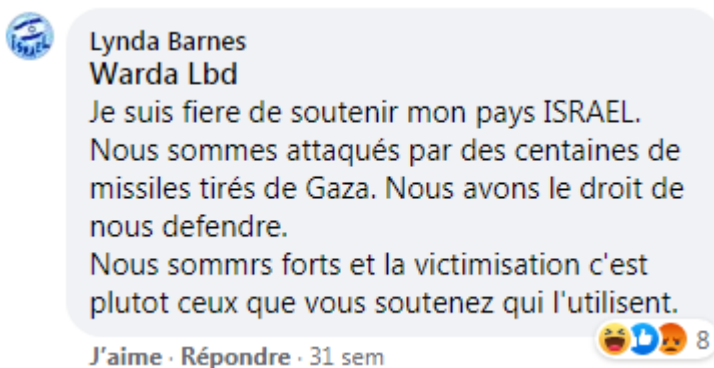 ISRAEL
Lynda Barnes
Warda Lbd
Je suis fiere de soutenir mon pays ISRAEL.
Nous sommes attaqués par des centaines de
missiles tirés de Gaza. Nous avons le droit de
nous defendre.
Nous sommrs forts et la victimisation c'est
plutot ceux que vous soutenez qui l'utilisent.
8
J'aime · Répondre · 31 sem